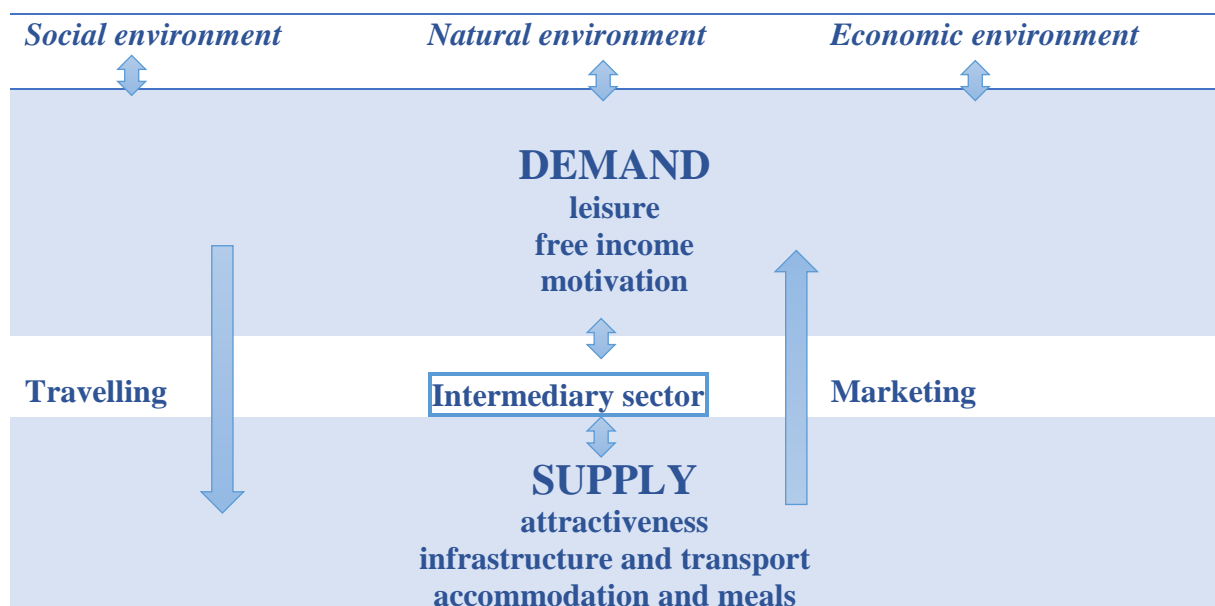 Social environment Natural environment Economic environment
DEMAND
leisure
free income
motivation
Travelling Intermediary sector Marketing
SUPPLY
attractiveness
infrastructure and transport
accommodation and meals